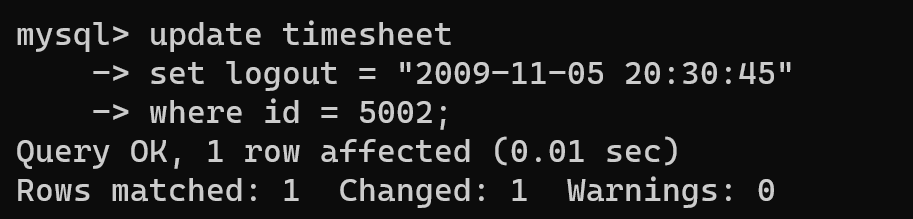 mysql> update timesheet
    -> set logout = "2009-11-05 20:30:45"
    -> where id = 5002;
Query OK, 1 row affected (0.01 sec)
Rows matched: 1  Changed: 1  Warnings: 0